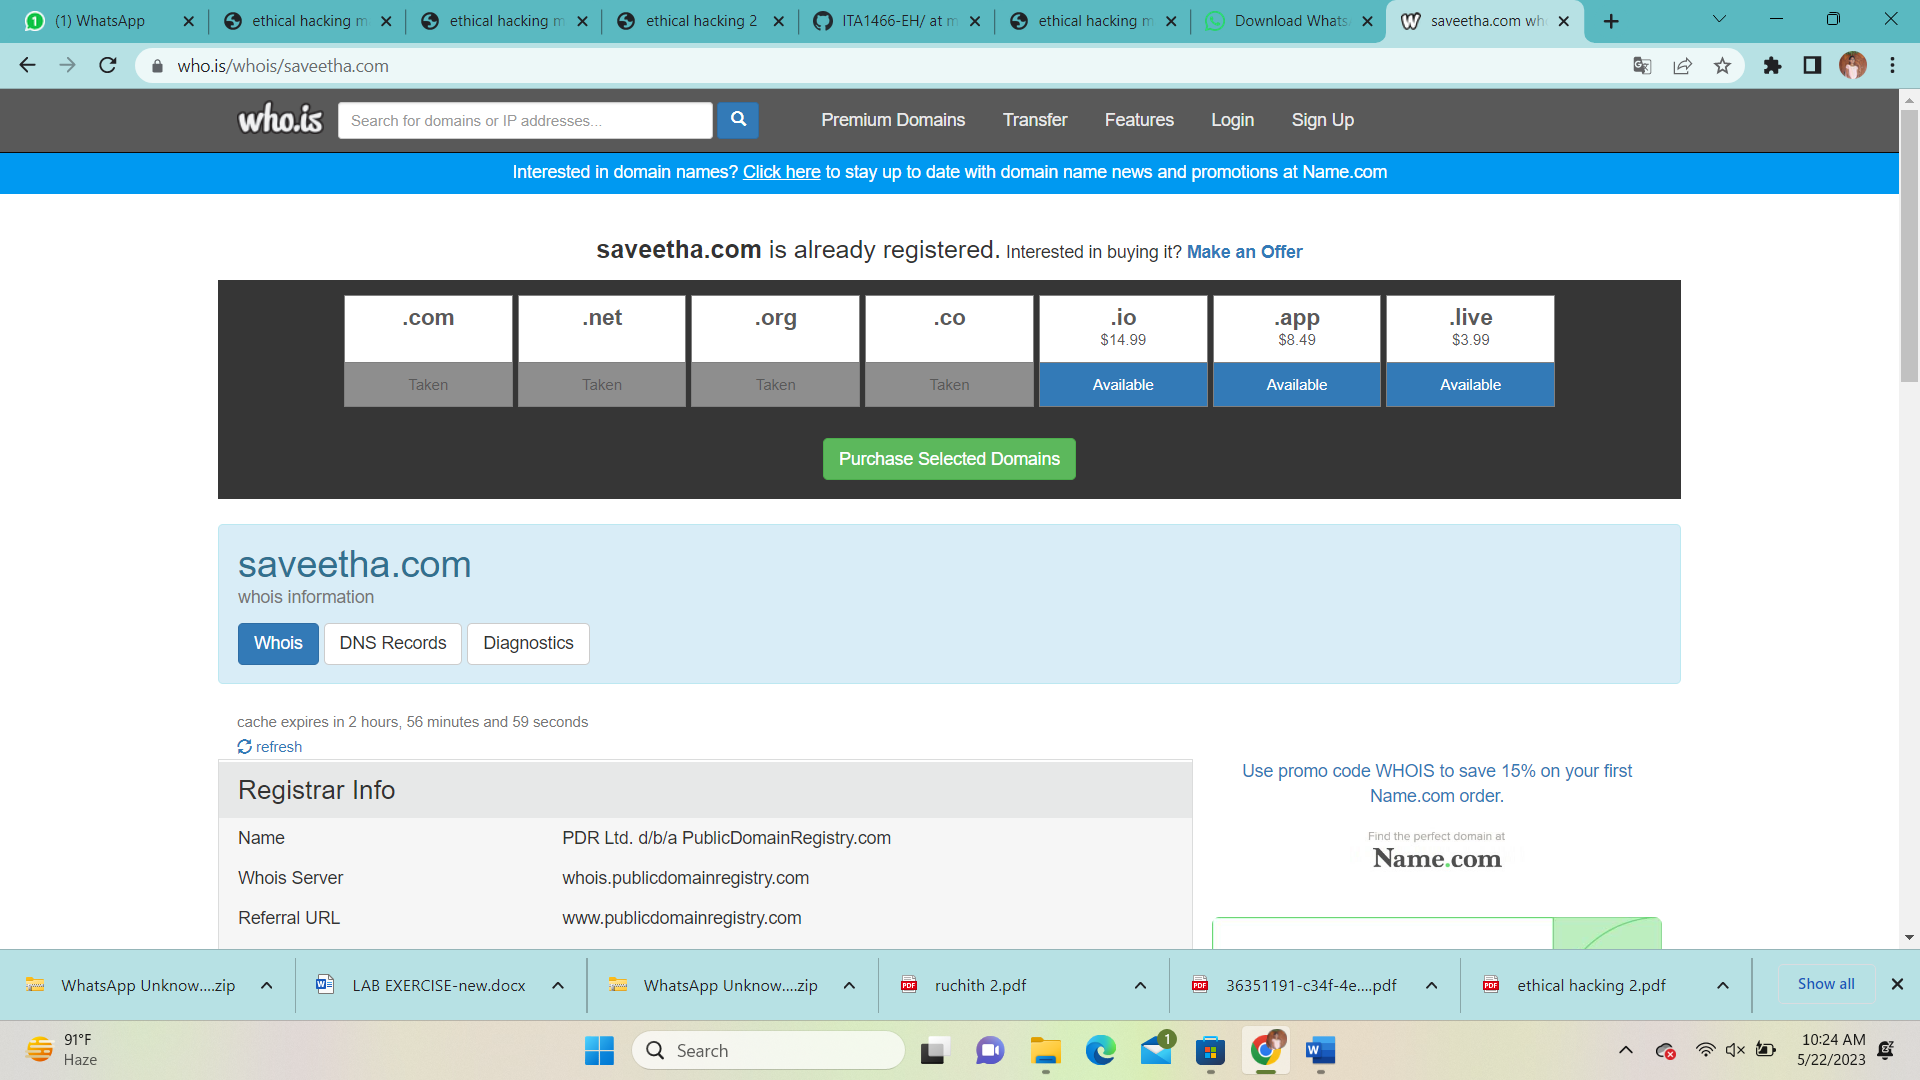 (1) WhatsApp
ethical hacking m
ethical hacking m
ethical hacking 2
ITA1466-EH/ at m
ethical hacking m
Download Whats
saveetha.com who
who.is/whois/saveetha.com
who.is
Search for domains or IP addresses...
Premium Domains
Transfer
Features
Login
Sign Up
Interested in domain names? Click here to stay up to date with domain name news and promotions at Name.com
saveetha.com is already registered. Interested in buying it? Make an Offer
.com
Taken
.net
Taken
.org
Taken
.co
Taken
.io
$14.99
Available
.app
$8.49
Available
.live
$3.99
Available
Purchase Selected Domains
saveetha.com
whois information
Whois
DNS Records
Diagnostics
cache expires in 2 hours, 56 minutes and 59 seconds
refresh
Registrar Info
Name PDR Ltd. d/b/a PublicDomainRegistry.com
Whois Server whois.publicdomainregistry.com
Referral URL www.publicdomainregistry.com
Use promo code WHOIS to save 15% on your first
Name.com order.
Find the perfect domain at
Name.com
WhatsApp Unknow....zip
LAB EXERCISE-new.docx
WhatsApp Unknow....zip
ruchith 2.pdf
36351191-c34f-4e....pdf
ethical hacking 2.pdf
Show all
91°F
Haze
Search
1
10:24 AM
5/22/2023